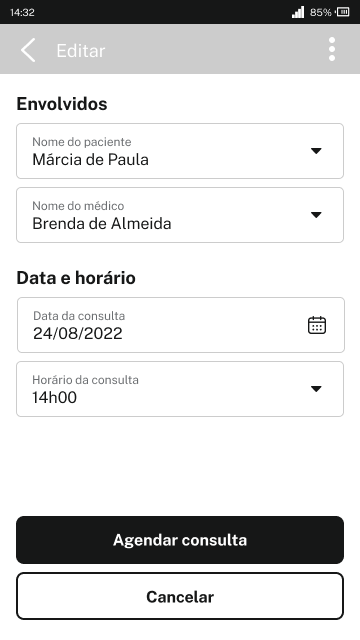 14:32
85%
Editar
Envolvidos
Nome do paciente
Márcia de Paula
Nome do médico
Brenda de Almeida
Data e horário
Data da consulta
24/08/2022
Horário da consulta
14h00
Agendar consulta
Cancelar